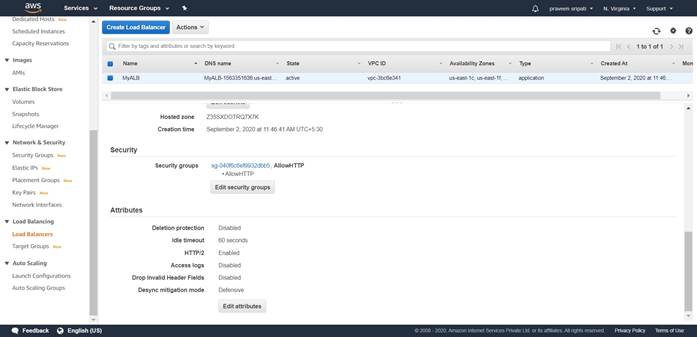 aws Services Resource Groups praveen sripati N. Virginia Support
Dedicated Hosts New
Scheduled Instances
Capacity Reservations
Images
AMIs
Elastic Block Store
Volumes
Snapshots
Lifecycle Manager
Network & Security
Security Groups New
Elastic IPs New
Placement Groups New
Key Pairs New
Network Interfaces
Load Balancing
Load Balancers
Target Groups New
Auto Scaling
Launch Configurations
Auto Scaling Groups
Create Load Balancer Actions
Filter by tags and attributes or search by keyword 1 to 1 of 1
Name DNS name State VPC ID Availability Zones Type Created At Mon
MyALB MyALB-1563351626.us-east... active vpc-3bc6e341 us-east-1c, us-east-1f, ... application September 2, 2020 at 11:46...
Hosted zone Z35SXDOTRQ7X7K
Creation time September 2, 2020 at 11:46:41 AM UTC+5:30
Security
Security groups sg-040f6c6ef9932dbb5, AllowHTTP
• AllowHTTP
Edit security groups
Attributes
Deletion protection Disabled
Idle timeout 60 seconds
HTTP/2 Enabled
Access logs Disabled
Drop Invalid Header Fields Disabled
Desync mitigation mode Defensive
Edit attributes
Feedback English (US) © 2008 - 2020, Amazon Internet Services Private Ltd. or its affiliates. All rights reserved. Privacy Policy Terms of Use